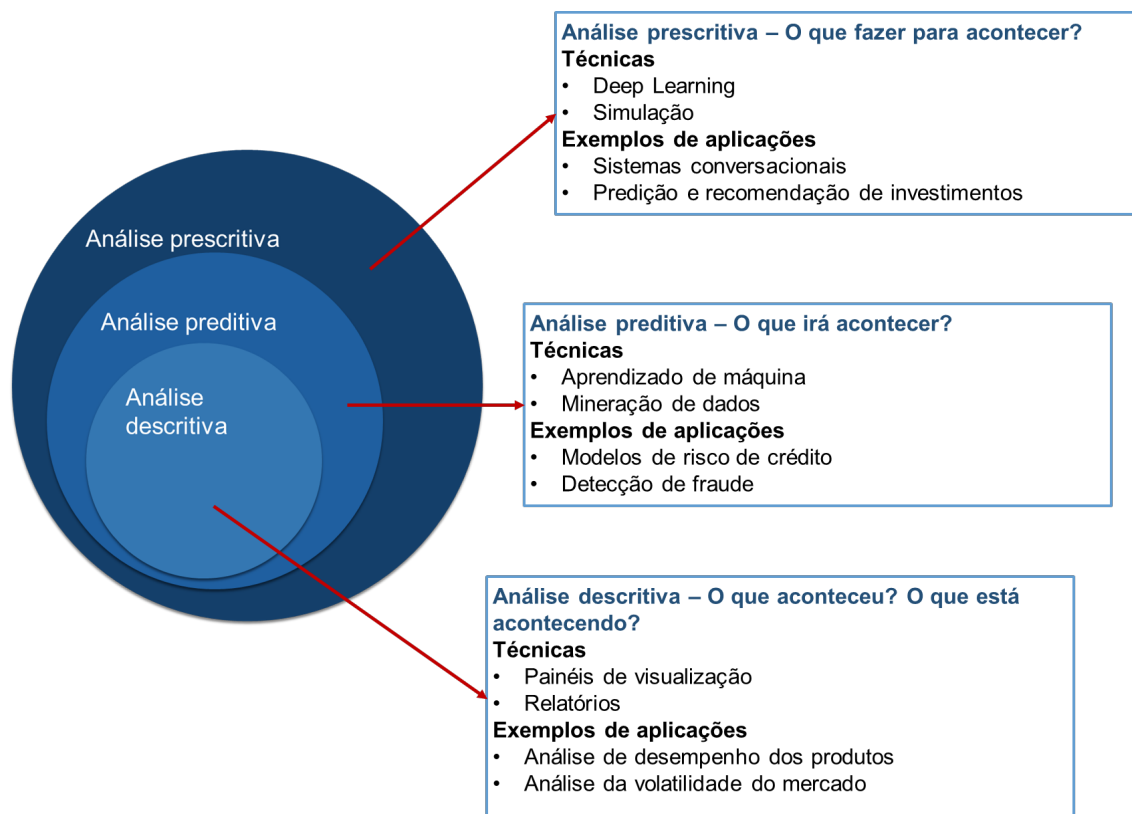 Análise prescritiva – O que fazer para acontecer?
Técnicas
• Deep Learning
• Simulação
Exemplos de aplicações
• Sistemas conversacionais
• Predição e recomendação de investimentos
Análise prescritiva
Análise preditiva
Análise
descritiva
Análise preditiva – O que irá acontecer?
Técnicas
• Aprendizado de máquina
• Mineração de dados
Exemplos de aplicações
• Modelos de risco de crédito
• Detecção de fraude
Análise descritiva – O que aconteceu? O que está
acontecendo?
Técnicas
• Painéis de visualização
• Relatórios
Exemplos de aplicações
• Análise de desempenho dos produtos
• Análise da volatilidade do mercado